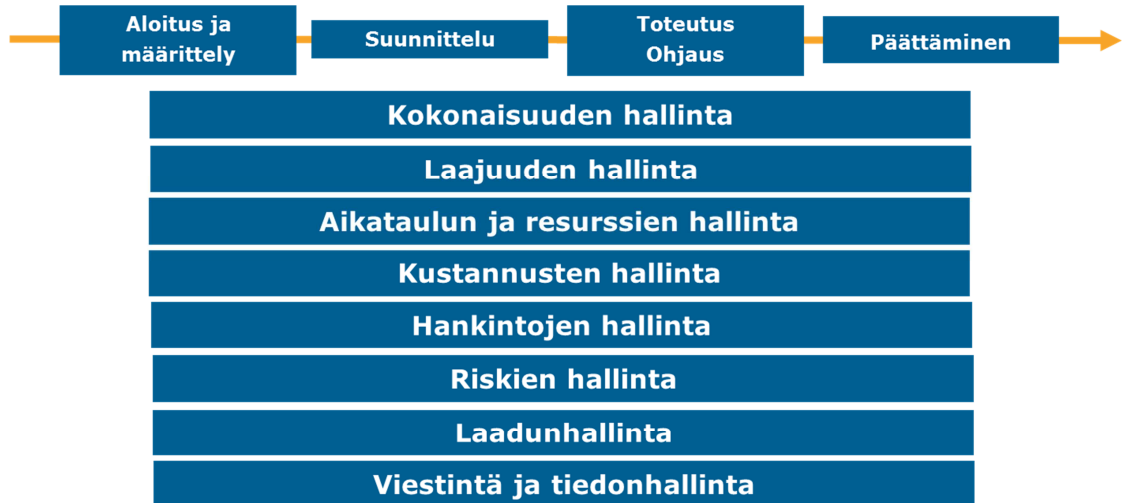 Aloitus ja
määrittely
Suunnittelu
Toteutus
Ohjaus
Päättäminen
Kokonaisuuden hallinta
Laajuuden hallinta
Aikataulun ja resurssien hallinta
Kustannusten hallinta
Hankintojen hallinta
Riskien hallinta
Laadunhallinta
Viestintä ja tiedonhallinta